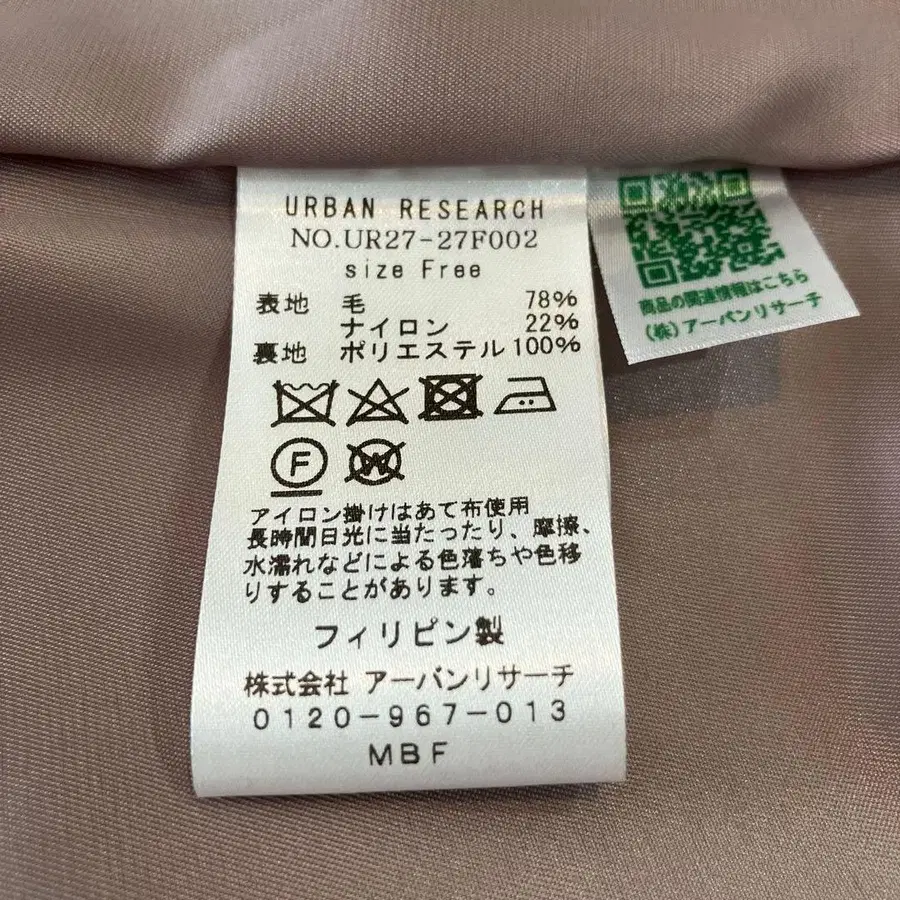 URBAN RESEARCH
NO.UR27-27F002
size Free
表地 毛 78%
ナイロン 22%
裏地 ポリエステル 100%
F
W
アイロン掛けはあて布使用
長時間日光に当たったり、摩擦、
水濡れなどによる色落ちや色移
りすることがあります。
フィリピン製
株式会社 アーバンリサーチ
0120-967-013
MBF
商品の関連情報はこちら
(株)アーバンリサーチ